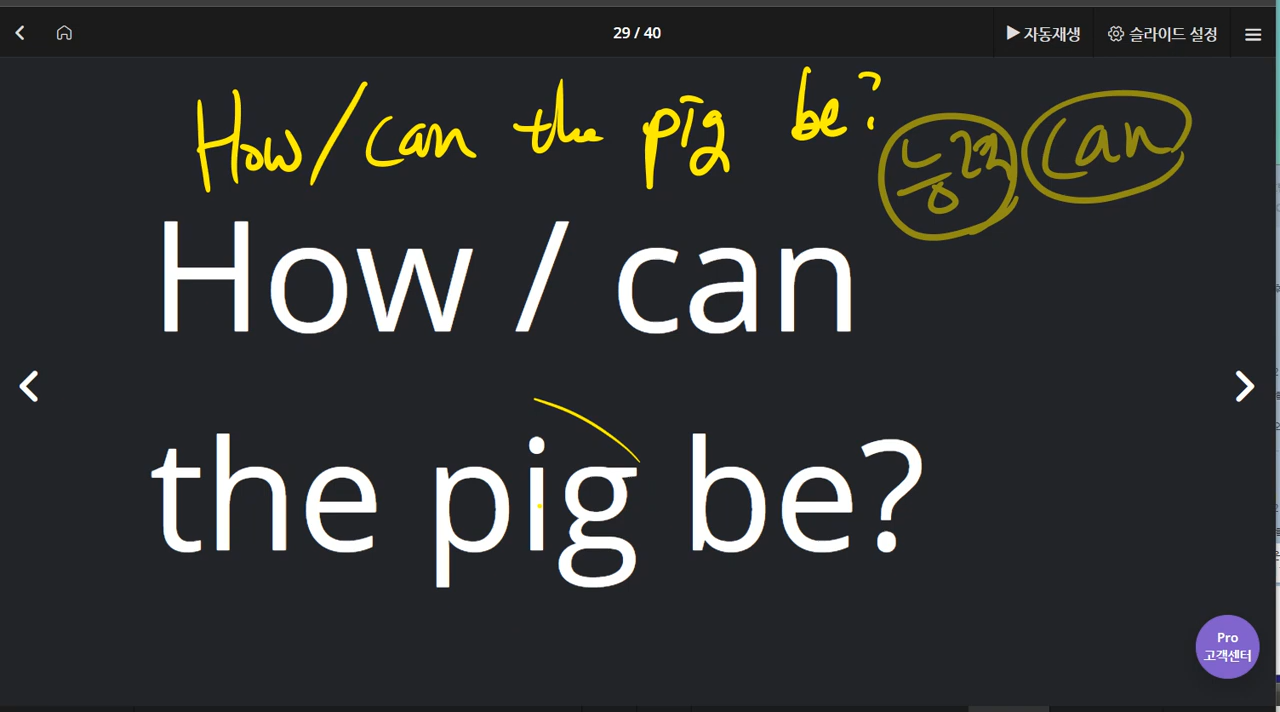 29 / 40
▶자동재생
슬라이드 설정
How/can the pig be?
능력 can
How / can
the pig be?
Pro
고객센터